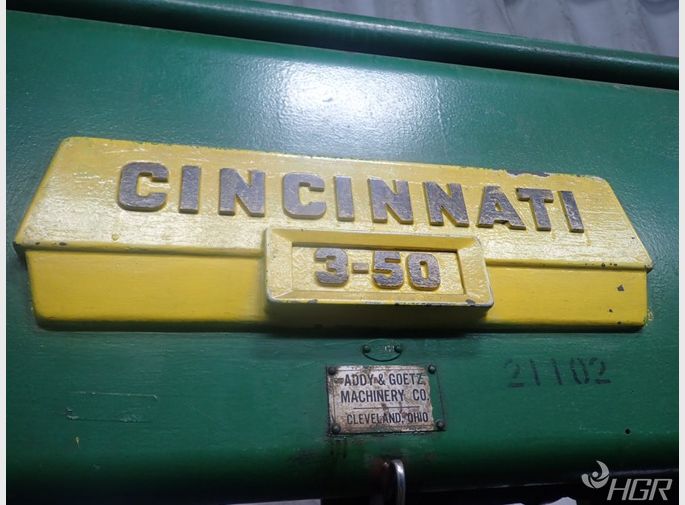 CINCINNATI
3-50
ADDY & GOETZ
MACHINERY CO.
CLEVELAND, OHIO
21102
HGR